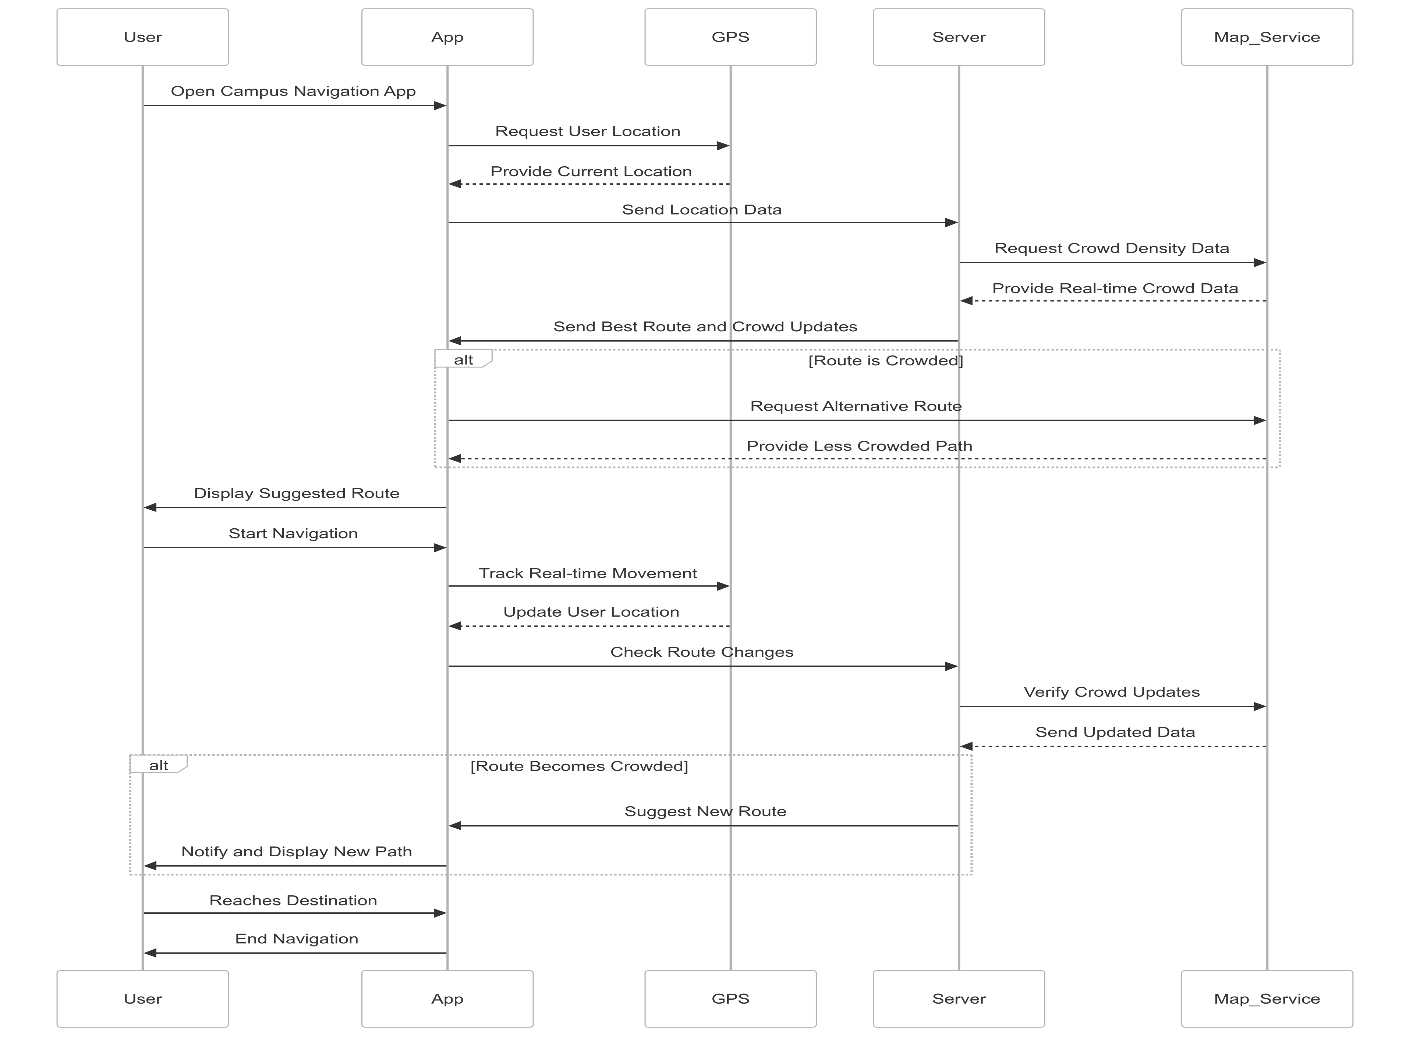 User
App
GPS
Server
Map_Service
Open Campus Navigation App
Request User Location
Provide Current Location
Send Location Data
Request Crowd Density Data
Provide Real-time Crowd Data
Send Best Route and Crowd Updates
alt
[Route is Crowded]
Request Alternative Route
Provide Less Crowded Path
Display Suggested Route
Start Navigation
Track Real-time Movement
Update User Location
Check Route Changes
Verify Crowd Updates
Send Updated Data
alt
[Route Becomes Crowded]
Suggest New Route
Notify and Display New Path
Reaches Destination
End Navigation
User
App
GPS
Server
Map_Service